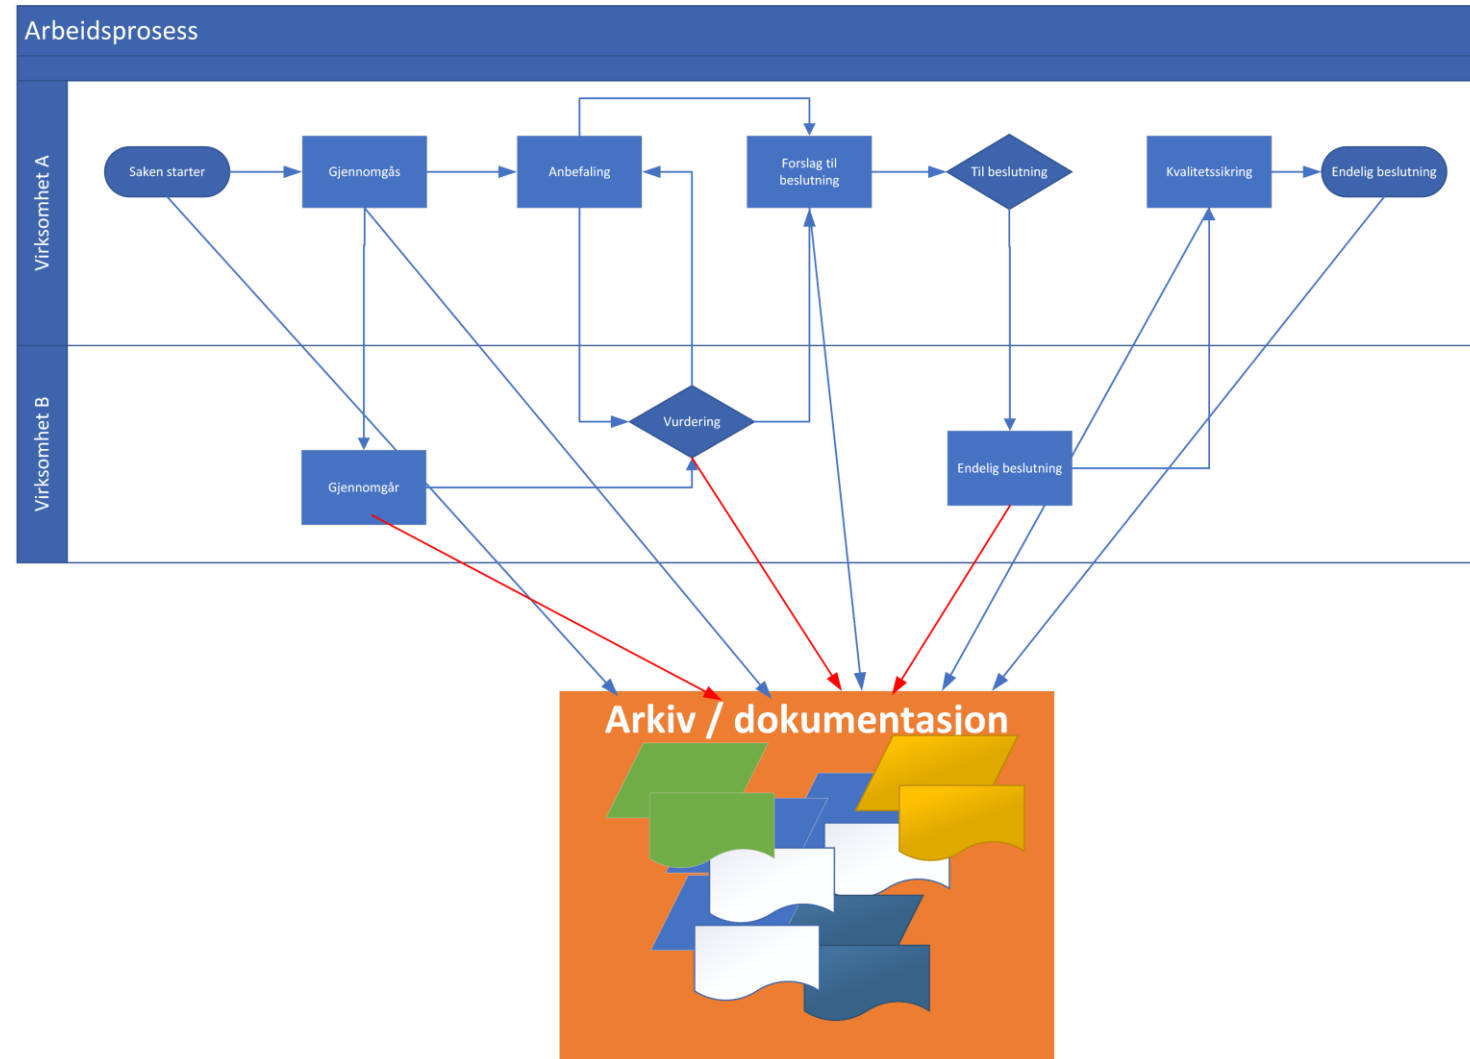 Arbeidsprosess
Virksomhet A
Saken starter
Gjennomgås
Anbefaling
Forslag til
beslutning
Til beslutning
Kvalitetssikring
Endelig beslutning
Virksomhet B
Gjennomgår
Vurdering
Endelig beslutning
Arkiv / dokumentasjon